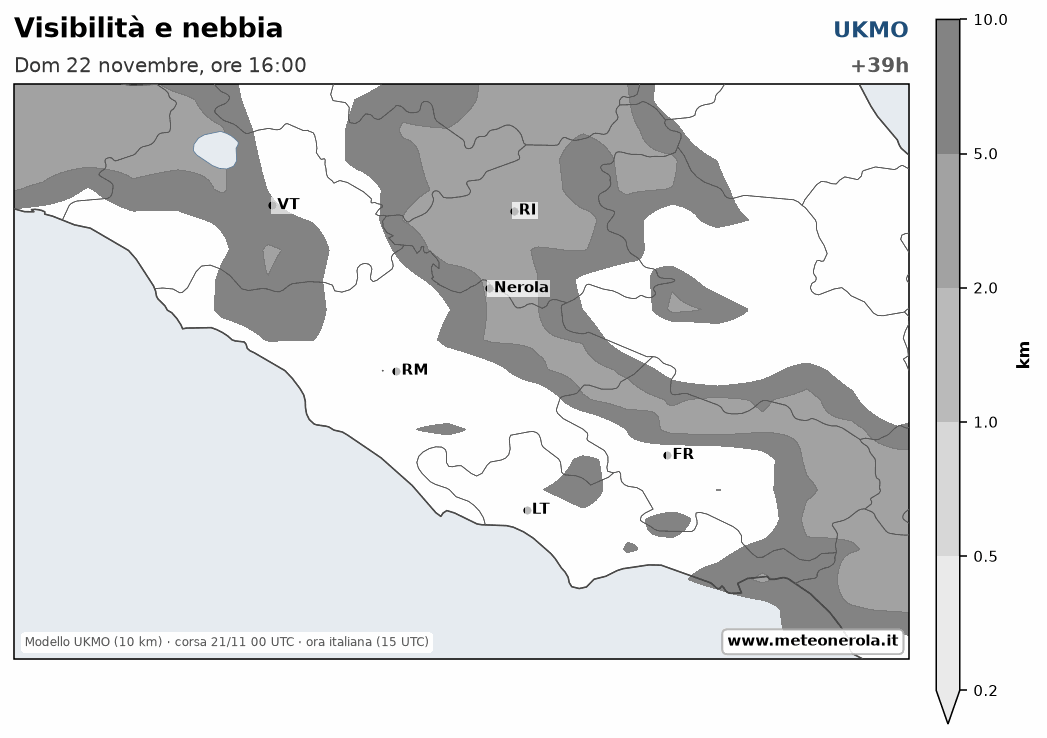 Visibilità e nebbia
UKMO
Dom 22 novembre, ore 16:00
+39h
10.0
5.0
2.0
1.0
0.5
0.2
km
VT
RI
Nerola
RM
FR
LT
Modello UKMO (10 km) · corsa 21/11 00 UTC · ora italiana (15 UTC)
www.meteonerola.it